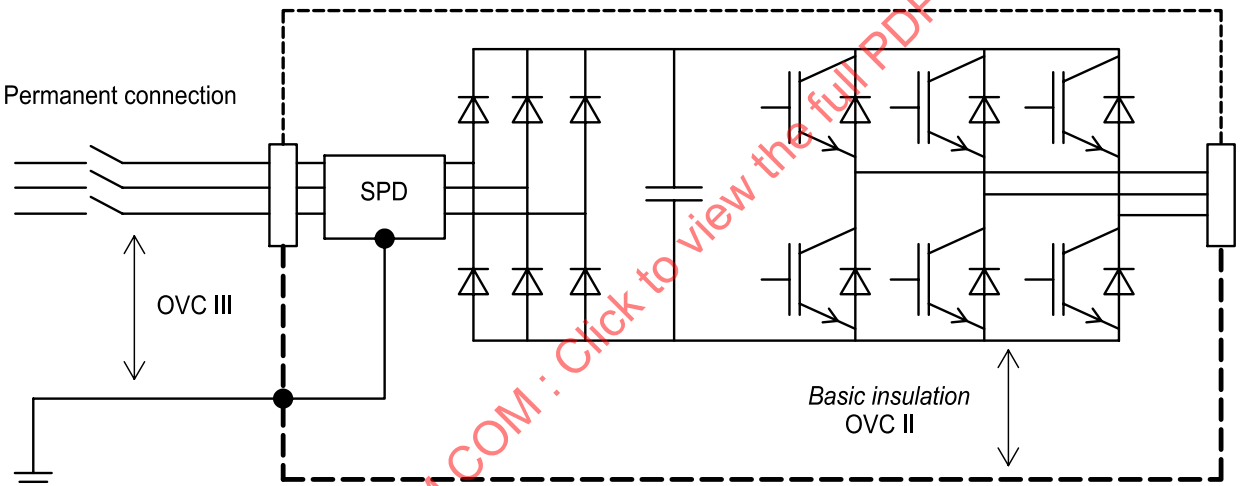 Permanent connection
SPD
OVC III
Basic insulation
OVC II
COM : Click to view the full PDF